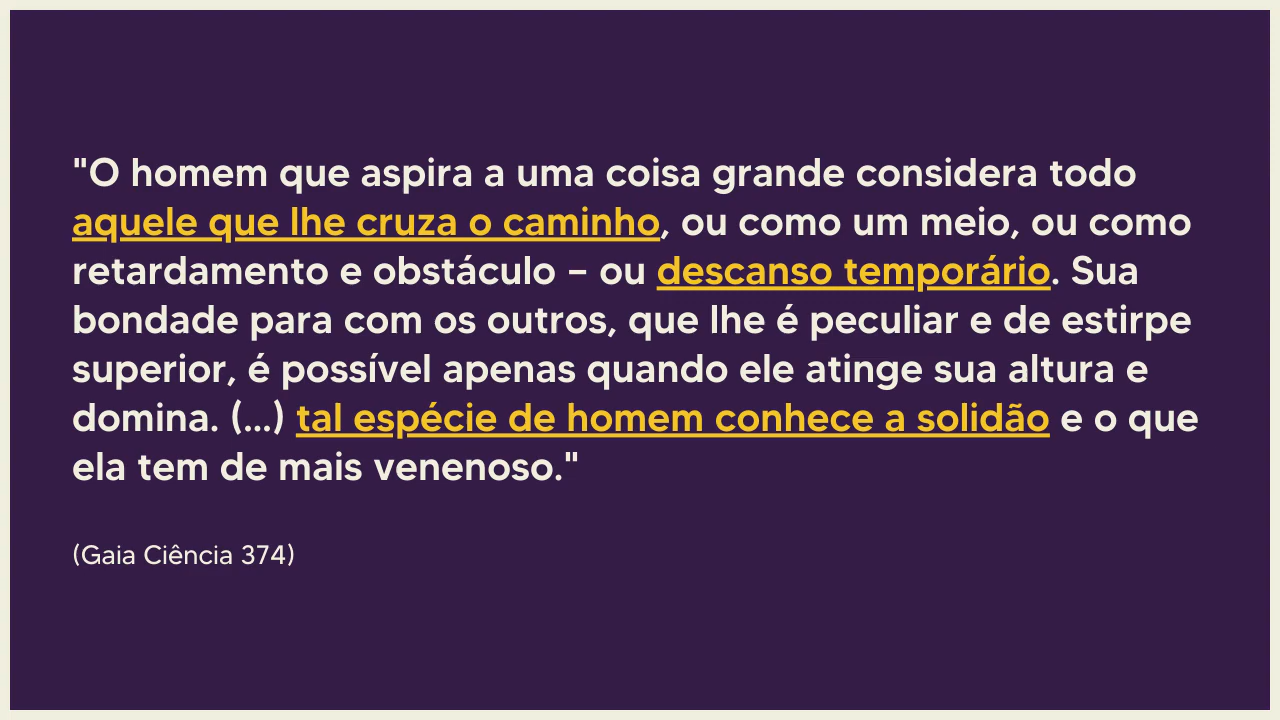 "O homem que aspira a uma coisa grande considera todo
aquele que lhe cruza o caminho, ou como um meio, ou como
retardamento e obstáculo – ou descanso temporário. Sua
bondade para com os outros, que lhe é peculiar e de estirpe
superior, é possível apenas quando ele atinge sua altura e
domina. (...) tal espécie de homem conhece a solidão e o que
ela tem de mais venenoso."
(Gaia Ciência 374)